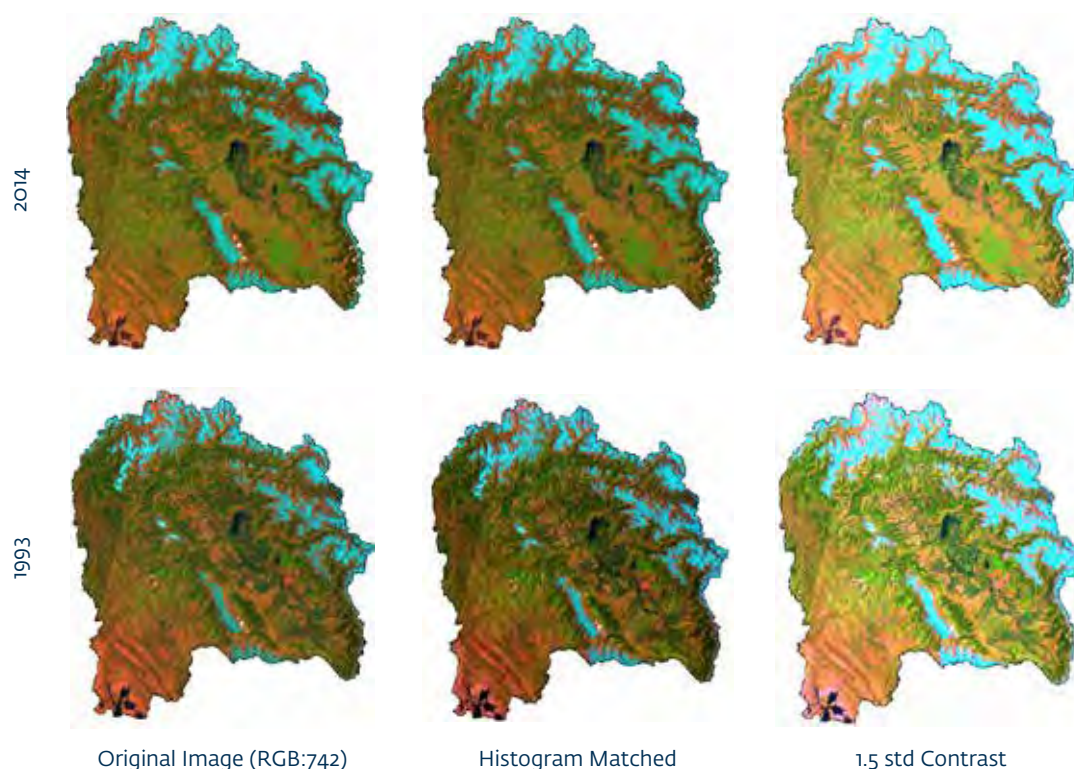 2014
1993
Original Image (RGB:742)
Histogram Matched
1.5 std Contrast